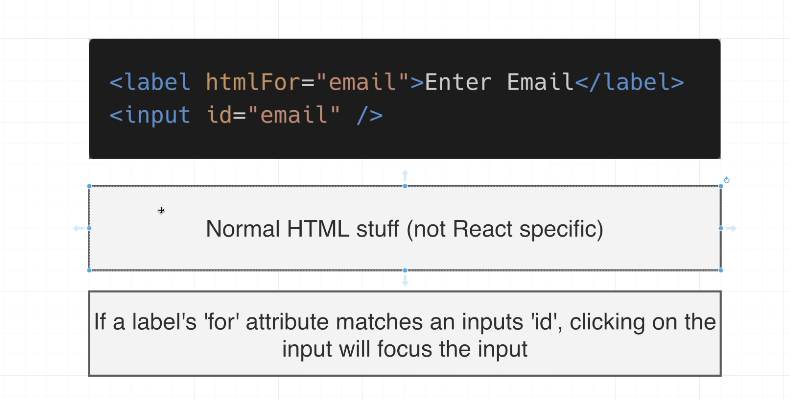 <label htmlFor="email">Enter Email</label>
<input id="email" />
Normal HTML stuff (not React specific)
If a label's 'for' attribute matches an inputs 'id', clicking on the
input will focus the input